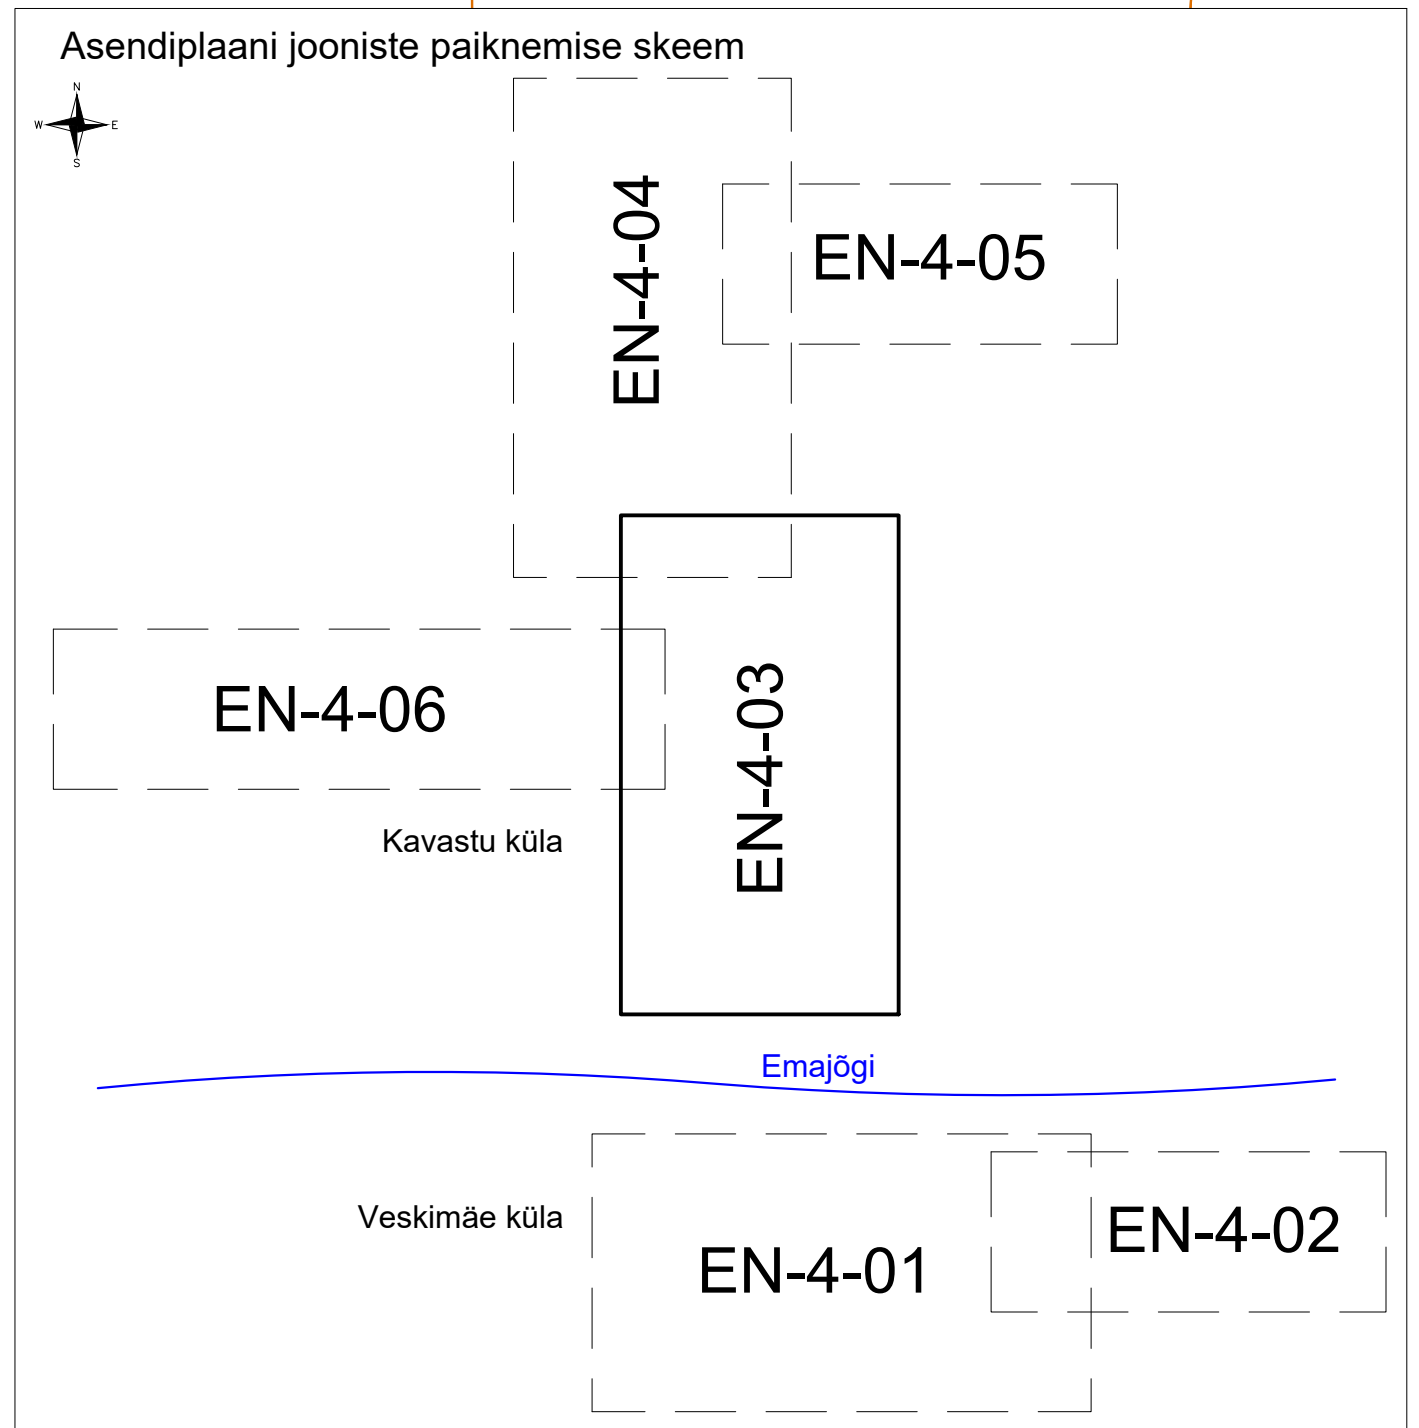 Asendiplaani jooniste paiknemise skeem
N
W E
S
EN-4-04
EN-4-05
EN-4-06
EN-4-03
Kavastu küla
Emajõgi
Veskimäe küla
EN-4-01
EN-4-02